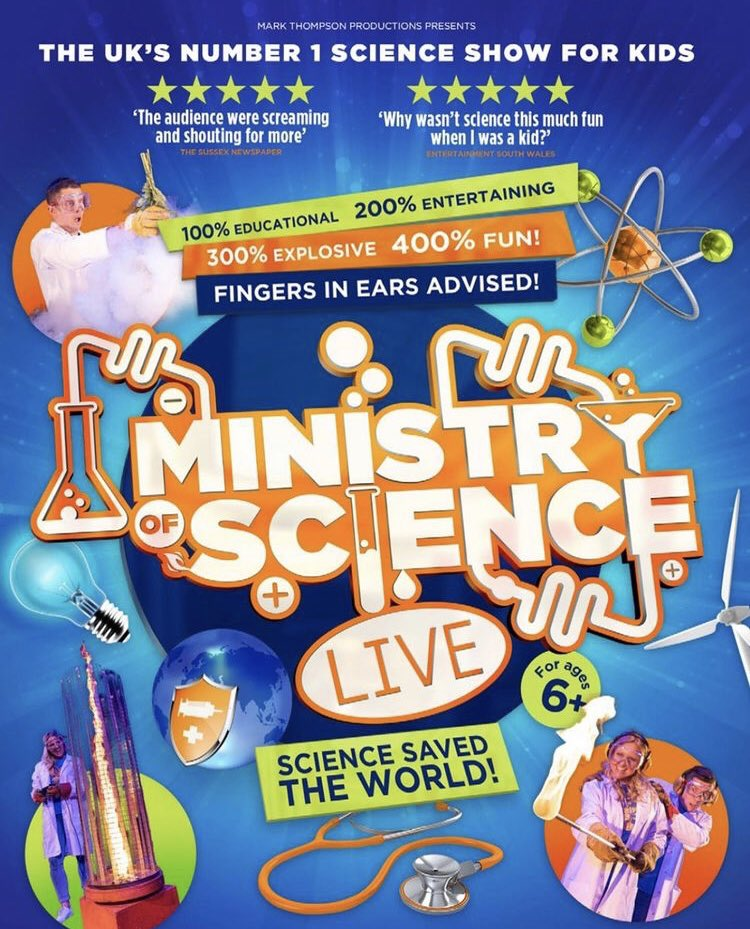 MARK THOMPSON PRODUCTIONS PRESENTS
THE UK'S NUMBER 1 SCIENCE SHOW FOR KIDS
'The audience were screaming
and shouting for more'
THE SUSSEX NEWSPAPER
'Why wasn't science this much fun
when I was a kid?'
ENTERTAINMENT SOUTH WALES
100% EDUCATIONAL 200% ENTERTAINING
300% EXPLOSIVE 400% FUN!
FINGERS IN EARS ADVISED!
MINISTRY
OF SCIENCE
LIVE
For ages
6+
SCIENCE SAVED
THE WORLD!